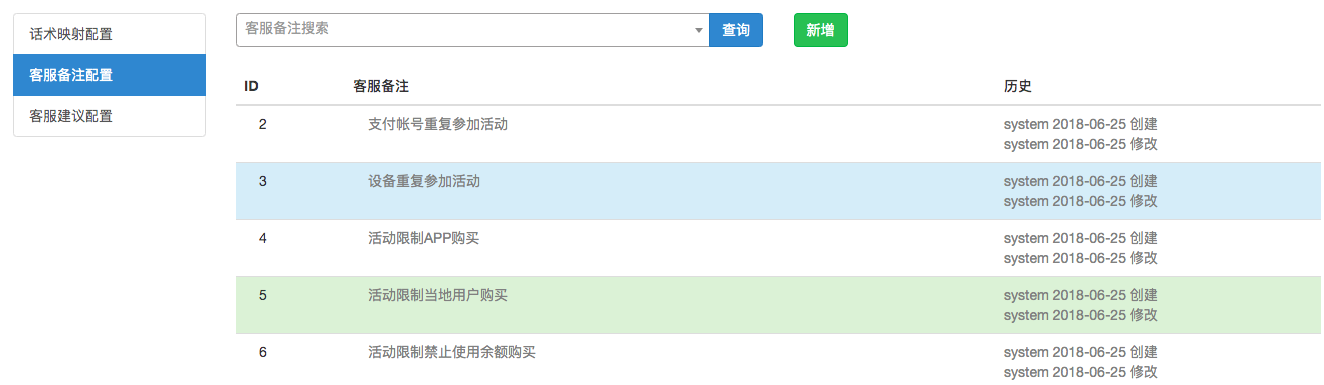 话术映射配置
客服备注配置
客服建议配置
客服备注搜索 查询 新增
ID 客服备注 历史
2 支付帐号重复参加活动 system 2018-06-25 创建
system 2018-06-25 修改
3 设备重复参加活动 system 2018-06-25 创建
system 2018-06-25 修改
4 活动限制APP购买 system 2018-06-25 创建
system 2018-06-25 修改
5 活动限制当地用户购买 system 2018-06-25 创建
system 2018-06-25 修改
6 活动限制禁止使用余额购买 system 2018-06-25 创建
system 2018-06-25 修改